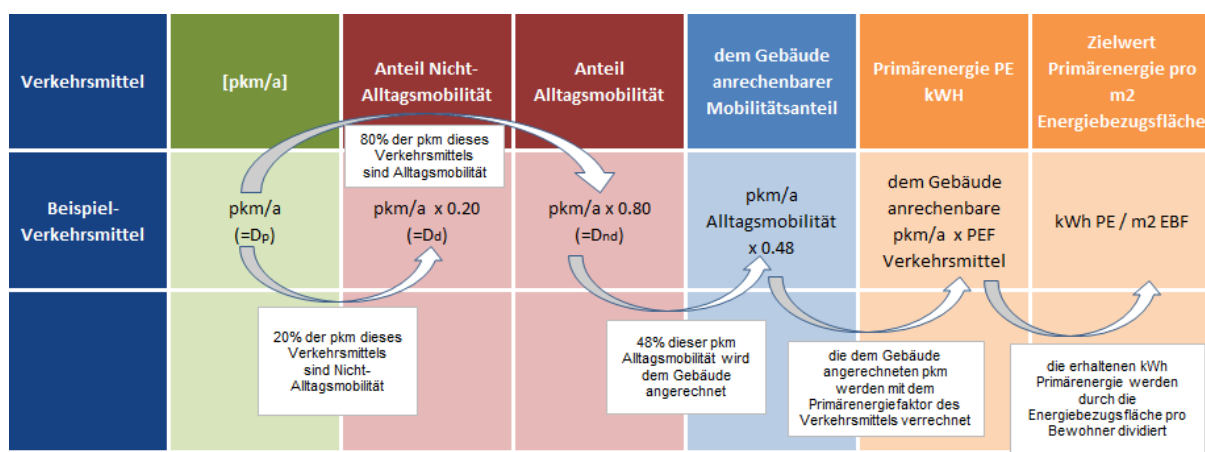 Verkehrsmittel
[pkm/a]
Anteil Nicht-
Alltagsmobilität
Anteil
Alltagsmobilität
dem Gebäude
anrechenbarer
Mobilitätsanteil
Primärenergie PE
kWH
Zielwert
Primärenergie pro
m2
Energiebezugsfläche
80% der pkm dieses
Verkehrsmittels
sind Alltagsmobilität
Beispiel-
Verkehrsmittel
pkm/a
(=Dp)
pkm/a x 0.20
(=Dd)
pkm/a x 0.80
(=Dnd)
pkm/a
Alltagsmobilität
x 0.48
dem Gebäude
anrechenbare
pkm/a x PEF
Verkehrsmittel
kWh PE / m2 EBF
20% der pkm dieses
Verkehrsmittels
sind Nicht-
Alltagsmobilität
48% dieser pkm
Alltagsmobilität wird
dem Gebäude
angerechnet
die dem Gebäude
angerechneten pkm
werden mit dem
Primärenergiefaktor des
Verkehrsmittels verrechnet
die erhaltenen kWh
Primärenergie werden
durch die
Energiebezugsfläche pro
Bewohner dividiert